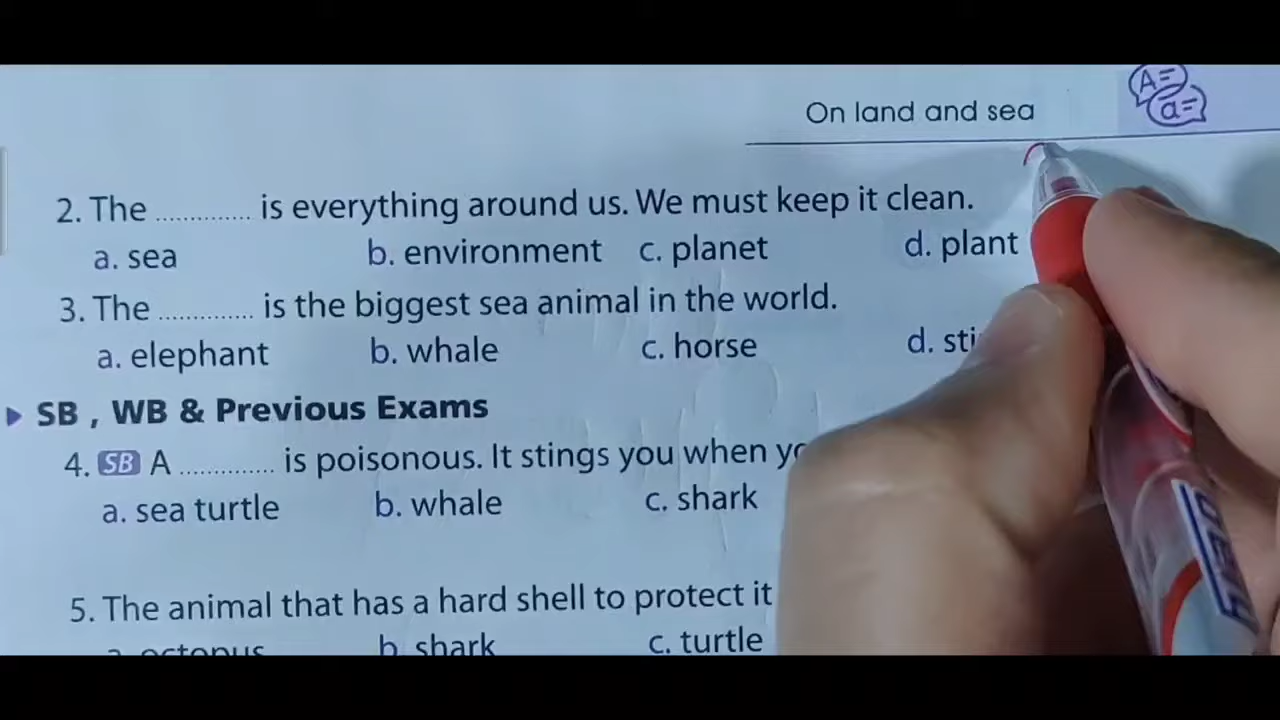 A=
a=
On land and sea
2. The .............. is everything around us. We must keep it clean.
a. sea b. environment c. planet d. plant
3. The .............. is the biggest sea animal in the world.
a. elephant b. whale c. horse d.
SB , WB & Previous Exams
4. SB A .............. is poisonous. It stings you when
a. sea turtle b. whale c. shark
5. The animal that has a hard shell to protect it
a. octopus b. shark c. turtle